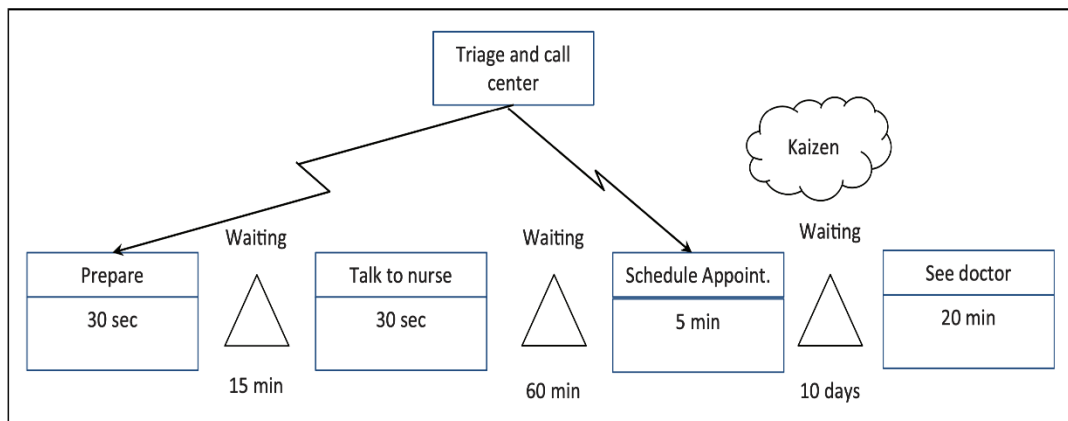 Triage and call
center
Kaizen
Waiting
Waiting
Waiting
Prepare
Talk to nurse
Schedule Appoint.
See doctor
30 sec
30 sec
5 min
20 min
15 min
60 min
10 days